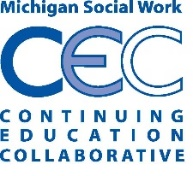 Michigan Social Work
CEC
CONTINUING
EDUCATION
COLLABORATIVE